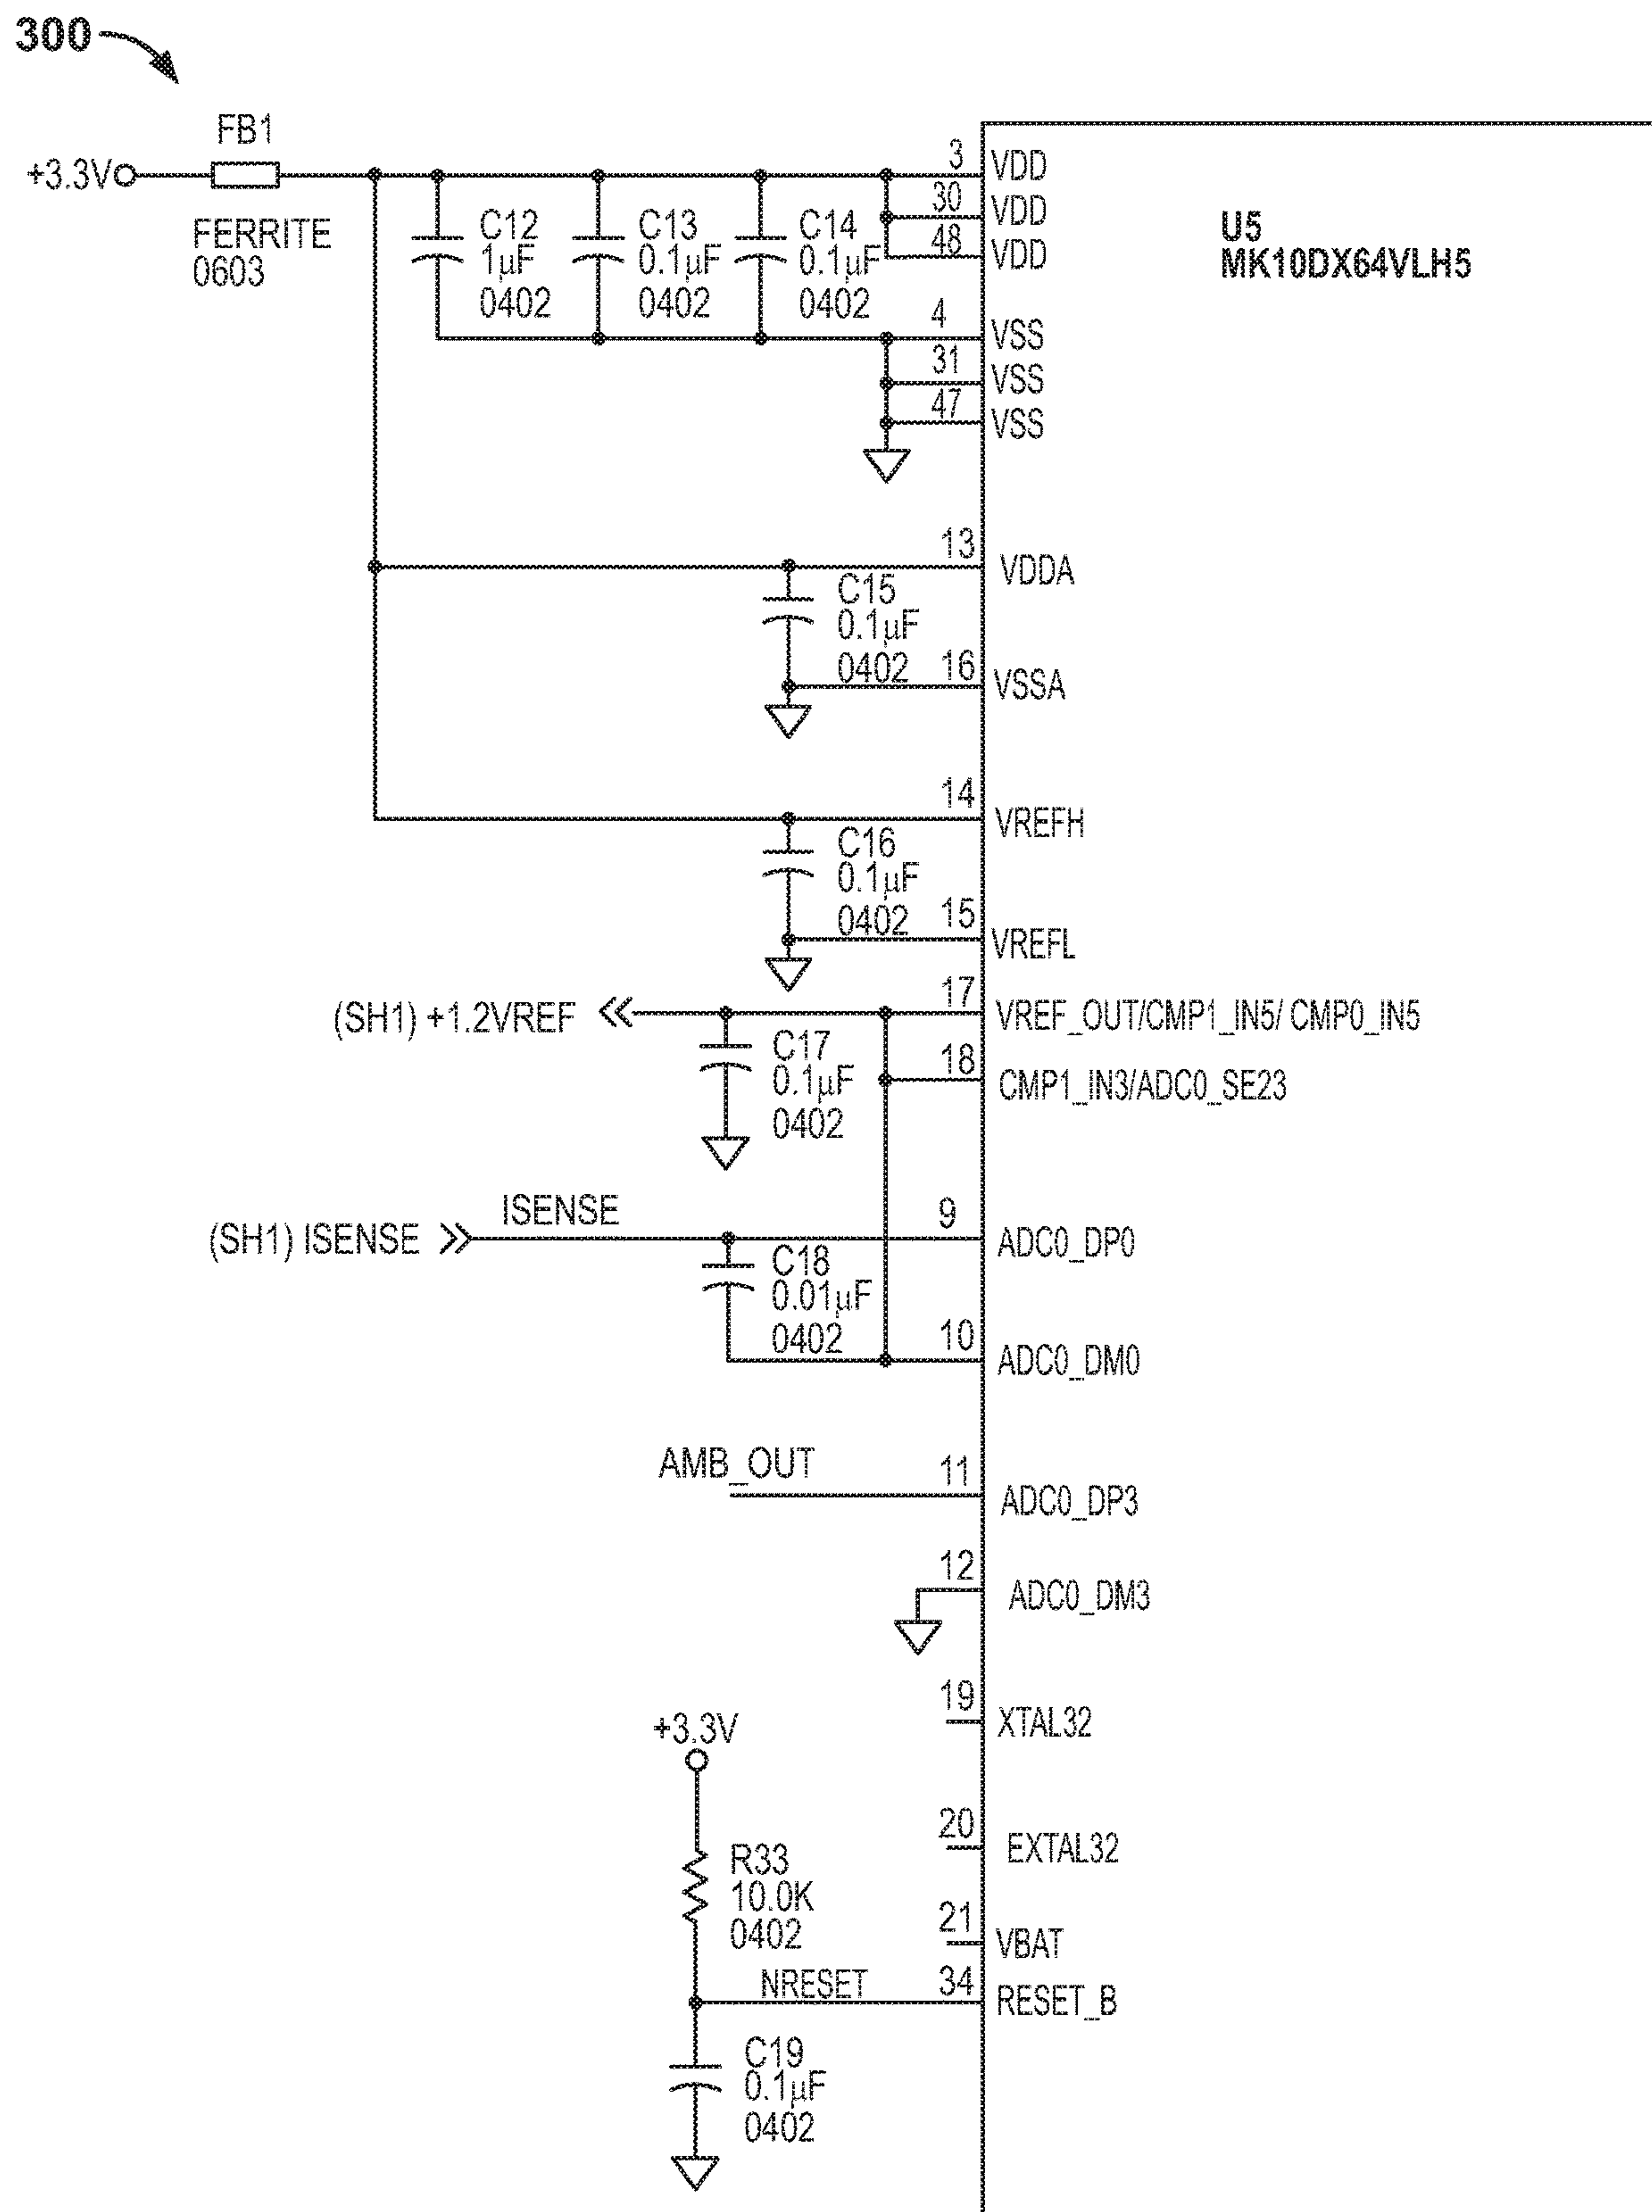 300
FB1
+3.3V
FERRITE
0603
C12
1µF
0402
C13
0.1µF
0402
C14
0.1µF
0402
3
VDD
30
VDD
48
VDD
4
VSS
31
VSS
47
VSS
U5
MK10DX64VLH5
13
VDDA
C15
0.1µF
0402
16
VSSA
14
VREFH
C16
0.1µF
0402
15
VREFL
(SH1) +1.2VREF
17
VREF_OUT/CMP1_IN5/ CMP0_IN5
C17
0.1µF
0402
18
CMP1_IN3/ADC0_SE23
(SH1) ISENSE
ISENSE
9
ADC0_DP0
C18
0.01µF
0402
10
ADC0_DM0
AMB_OUT
11
ADC0_DP3
12
ADC0_DM3
19
XTAL32
+3.3V
20
EXTAL32
R33
10.0K
0402
21
VBAT
NRESET
34
RESET_B
C19
0.1µF
0402